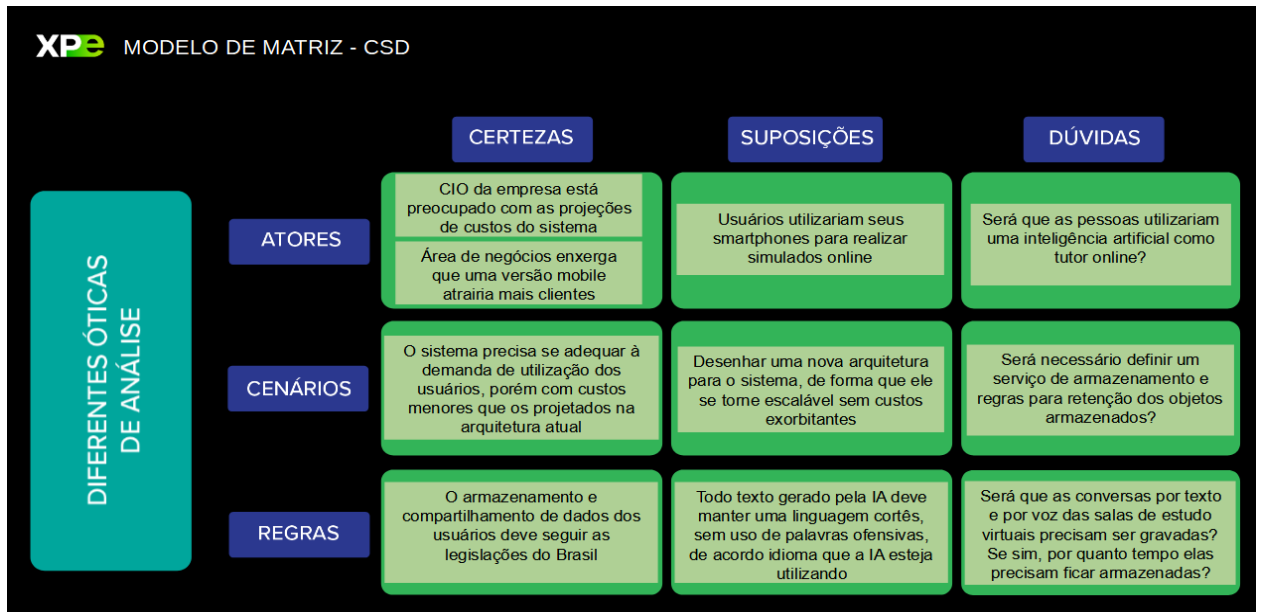 XPe MODELO DE MATRIZ - CSD
CERTEZAS
SUPOSIÇÕES
DÚVIDAS
DIFERENTES ÓTICAS
DE ANÁLISE
ATORES
CIO da empresa está
preocupado com as projeções
de custos do sistema
Área de negócios enxerga
que uma versão mobile
atrairia mais clientes
Usuários utilizariam seus
smartphones para realizar
simulados online
Será que as pessoas utilizariam
uma inteligência artificial como
tutor online?
CENÁRIOS
O sistema precisa se adequar à
demanda de utilização dos
usuários, porém com custos
menores que os projetados na
arquitetura atual
Desenhar uma nova arquitetura
para o sistema, de forma que ele
se torne escalável sem custos
exorbitantes
Será necessário definir um
serviço de armazenamento e
regras para retenção dos objetos
armazenados?
REGRAS
O armazenamento e
compartilhamento de dados dos
usuários deve seguir as
legislações do Brasil
Todo texto gerado pela IA deve
manter uma linguagem cortês,
sem uso de palavras ofensivas,
de acordo idioma que a IA esteja
utilizando
Será que as conversas por texto
e por voz das salas de estudo
virtuais precisam ser gravadas?
Se sim, por quanto tempo elas
precisam ficar armazenadas?